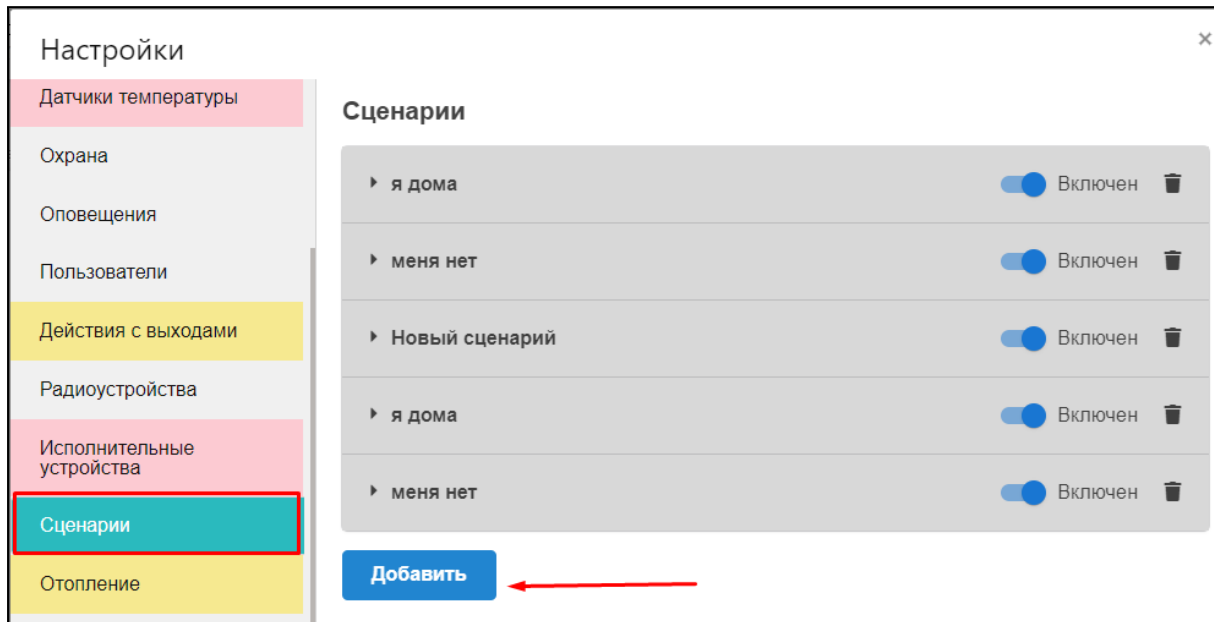 Настройки
×
Датчики температуры
Охрана
Оповещения
Пользователи
Действия с выходами
Радиоустройства
Исполнительные
устройства
Сценарии
Отопление
Сценарии
я дома Включен
меня нет Включен
Новый сценарий Включен
я дома Включен
меня нет Включен
Добавить